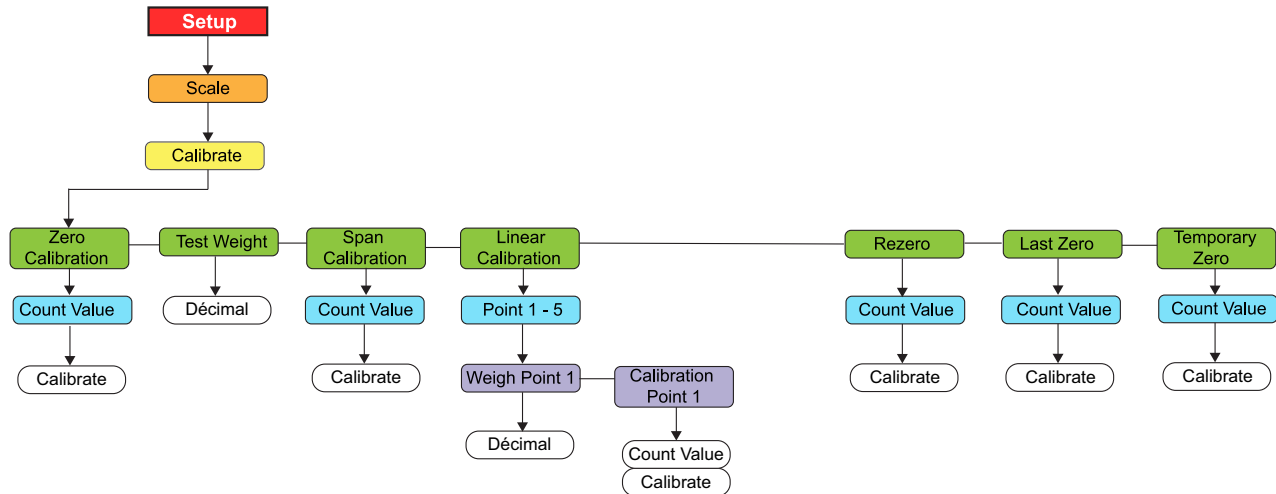 Setup
Scale
Calibrate
Zero
Calibration
Test Weight
Span
Calibration
Linear
Calibration
Rezero
Last Zero
Temporary
Zero
Count Value
Décimal
Count Value
Point 1 - 5
Count Value
Count Value
Count Value
Calibrate
Calibrate
Weigh Point 1
Calibration
Point 1
Calibrate
Calibrate
Calibrate
Décimal
Count Value
Calibrate